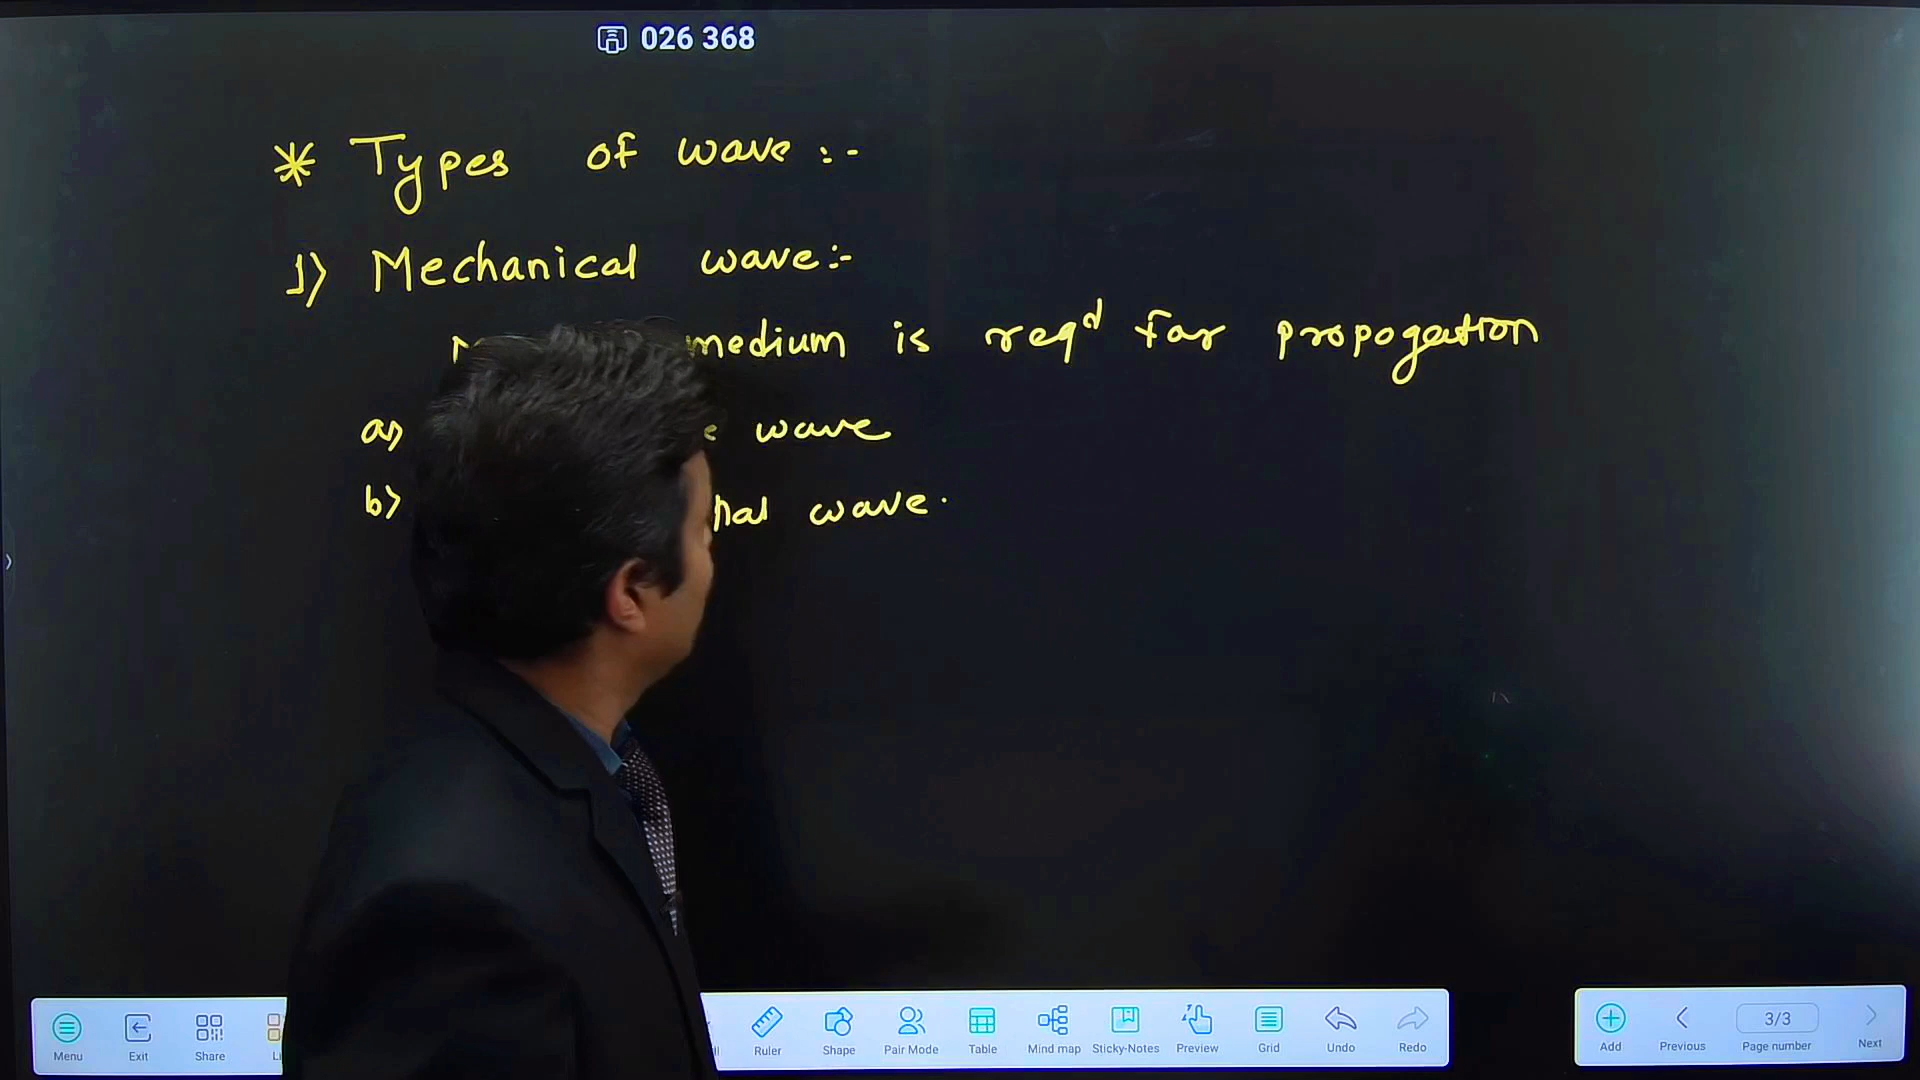 026 368
* Types of wave :-
1) Mechanical wave:-
medium is reqd for propogation
a) wave
b) wave.
Menu Exit Share Ruler Shape Pair Mode Table Mind map Sticky-Notes Preview Grid Undo Redo Add Previous 3/3 Page number Next